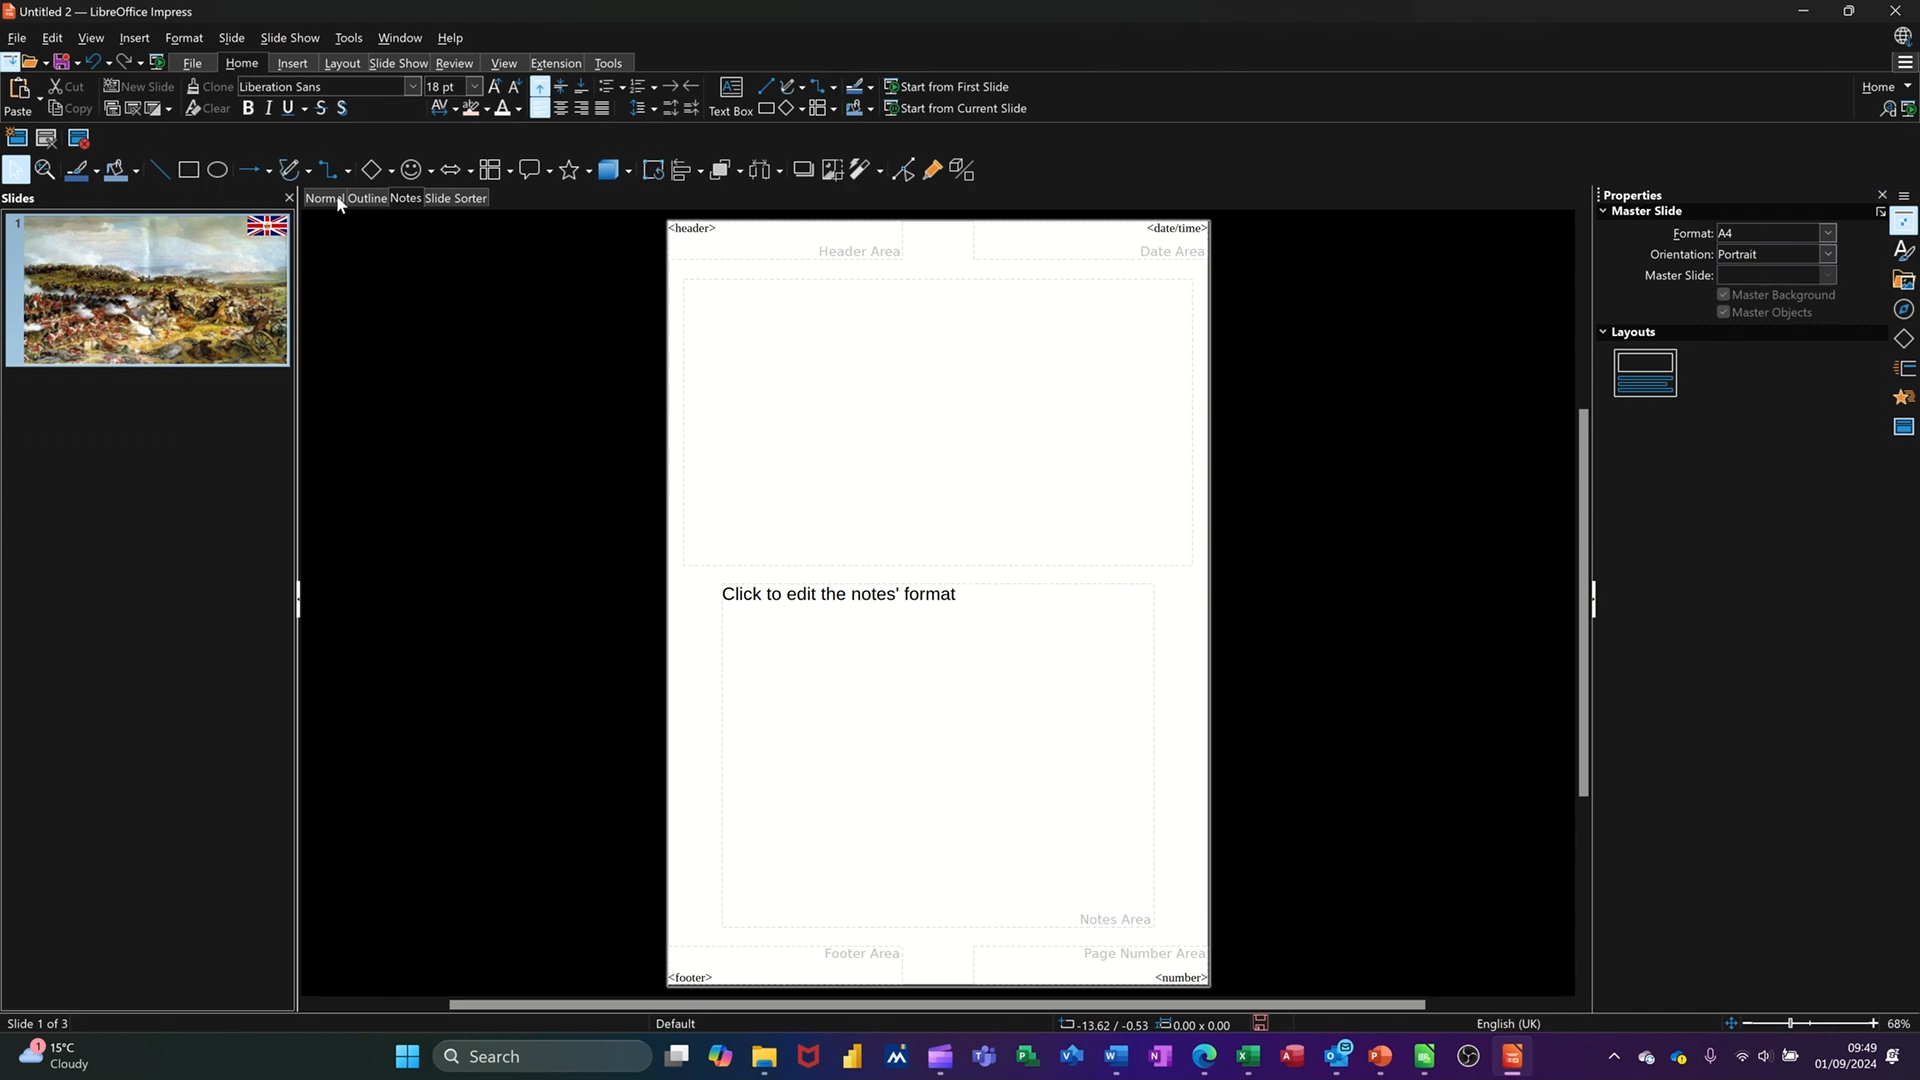 Untitled 2 — LibreOffice Impress
File Edit View Insert Format Slide Slide Show Tools Window Help
File Home Insert Layout Slide Show Review View Extension Tools
Paste Cut Copy New Slide Clone Clear Liberation Sans 18 pt Text Box Start from First Slide Start from Current Slide Home
Slides
Normal Outline Notes Slide Sorter
1
<header> <date/time>
Header Area Date Area
Click to edit the notes' format
Notes Area
Footer Area Page Number Area
<footer> <number>
Properties
Master Slide
Format: A4
Orientation: Portrait
Master Slide:
Master Background
Master Objects
Layouts
Slide 1 of 3 Default -13.62 / -0.53 0.00 x 0.00 English (UK) 68%
1 15°C
Cloudy
Search
09:49
01/09/2024